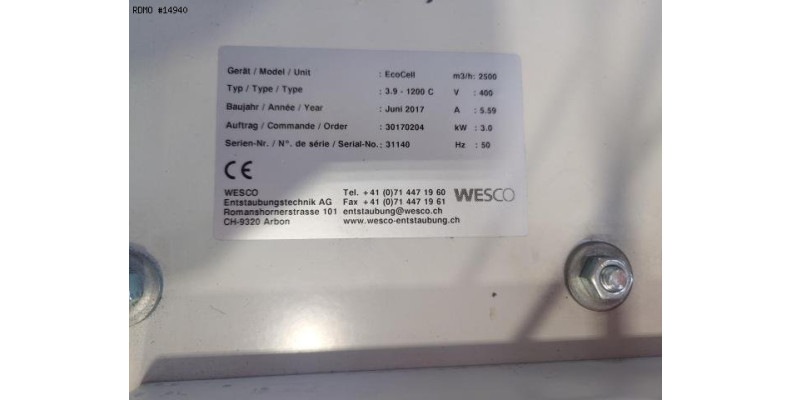 RDMO #14940
Gerät / Model / Unit : EcoCell m3/h: 2500
Typ / Type / Type : 3.9 - 1200 C V : 400
Baujahr / Année / Year : Juni 2017 A : 5.59
Auftrag / Commande / Order : 30170204 kW : 3.0
Serien-Nr. / N°. de série / Serial-No. : 31140 Hz : 50
CE
WESCO Tel. +41 (0)71 447 19 60 WESCO
Entstaubungstechnik AG Fax +41 (0)71 447 19 61
Romanshornerstrasse 101 entstaubung@wesco.ch
CH-9320 Arbon www.wesco-entstaubung.ch